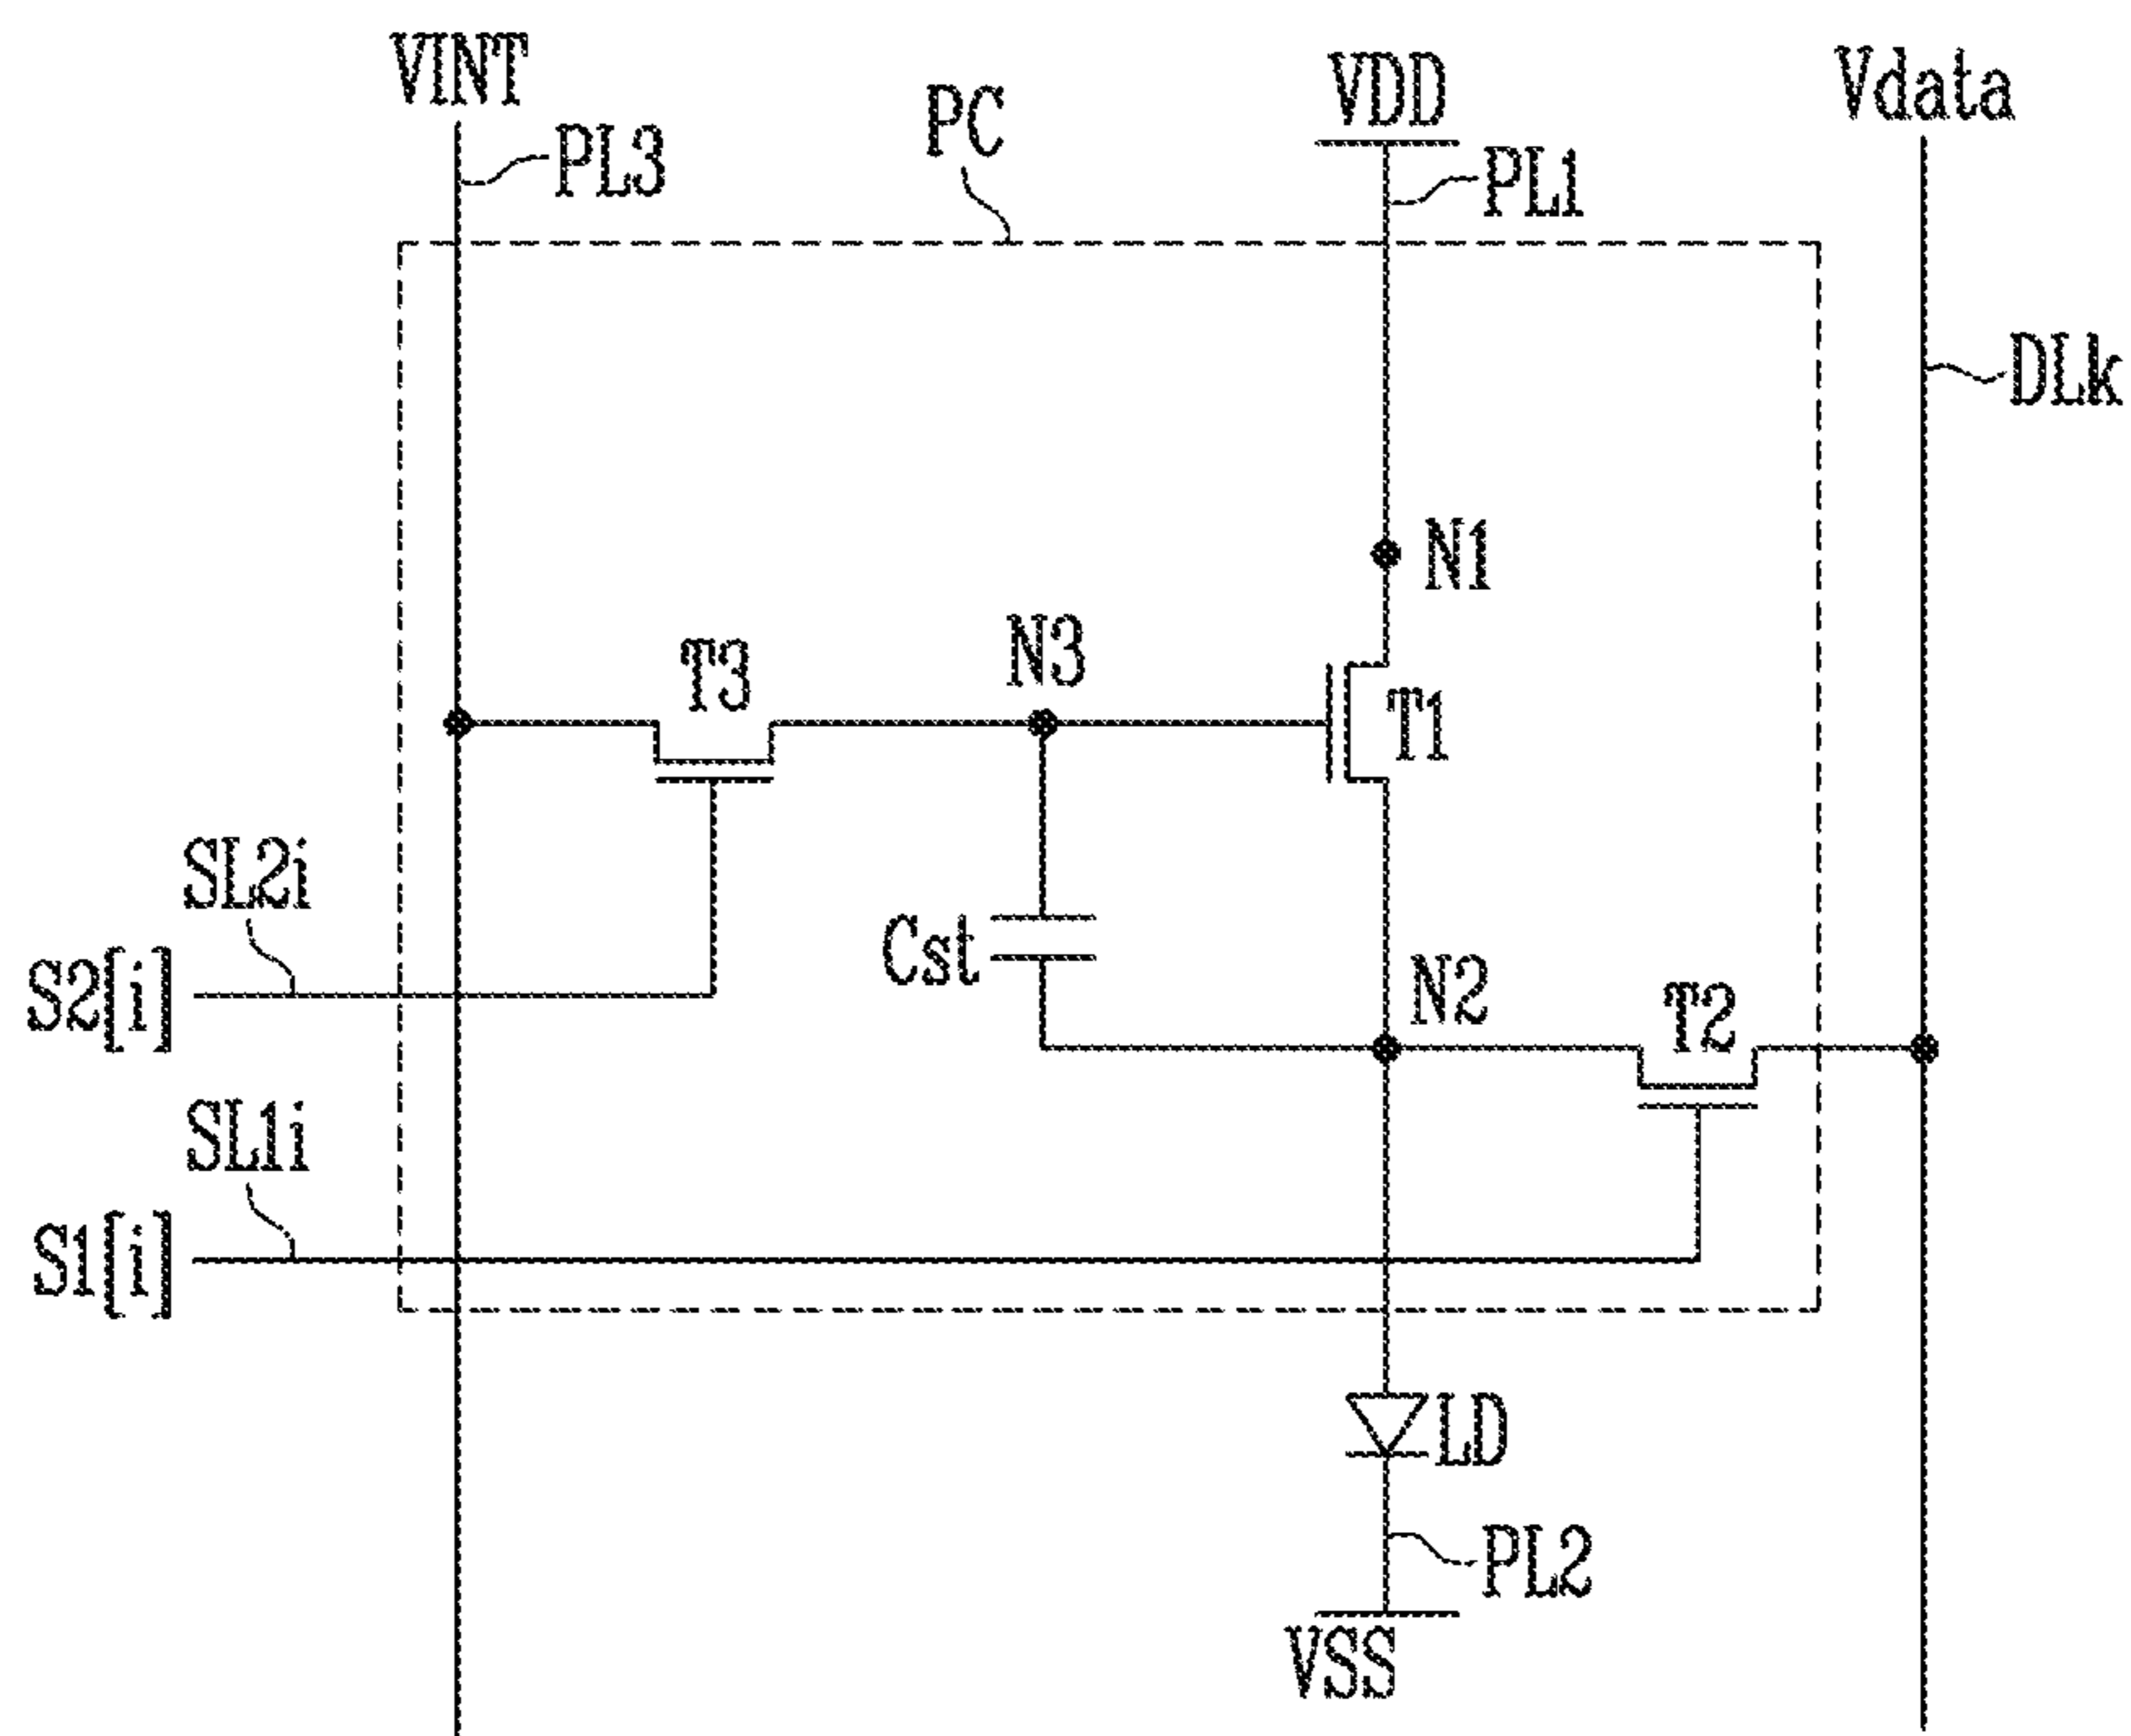 VINT
VDD
Vdata
PC
PL3
PL1
DLk
N1
N3
T3
T1
SL2i
Cst
N2
S2[i]
T2
SL1i
S1[i]
LD
PL2
VSS